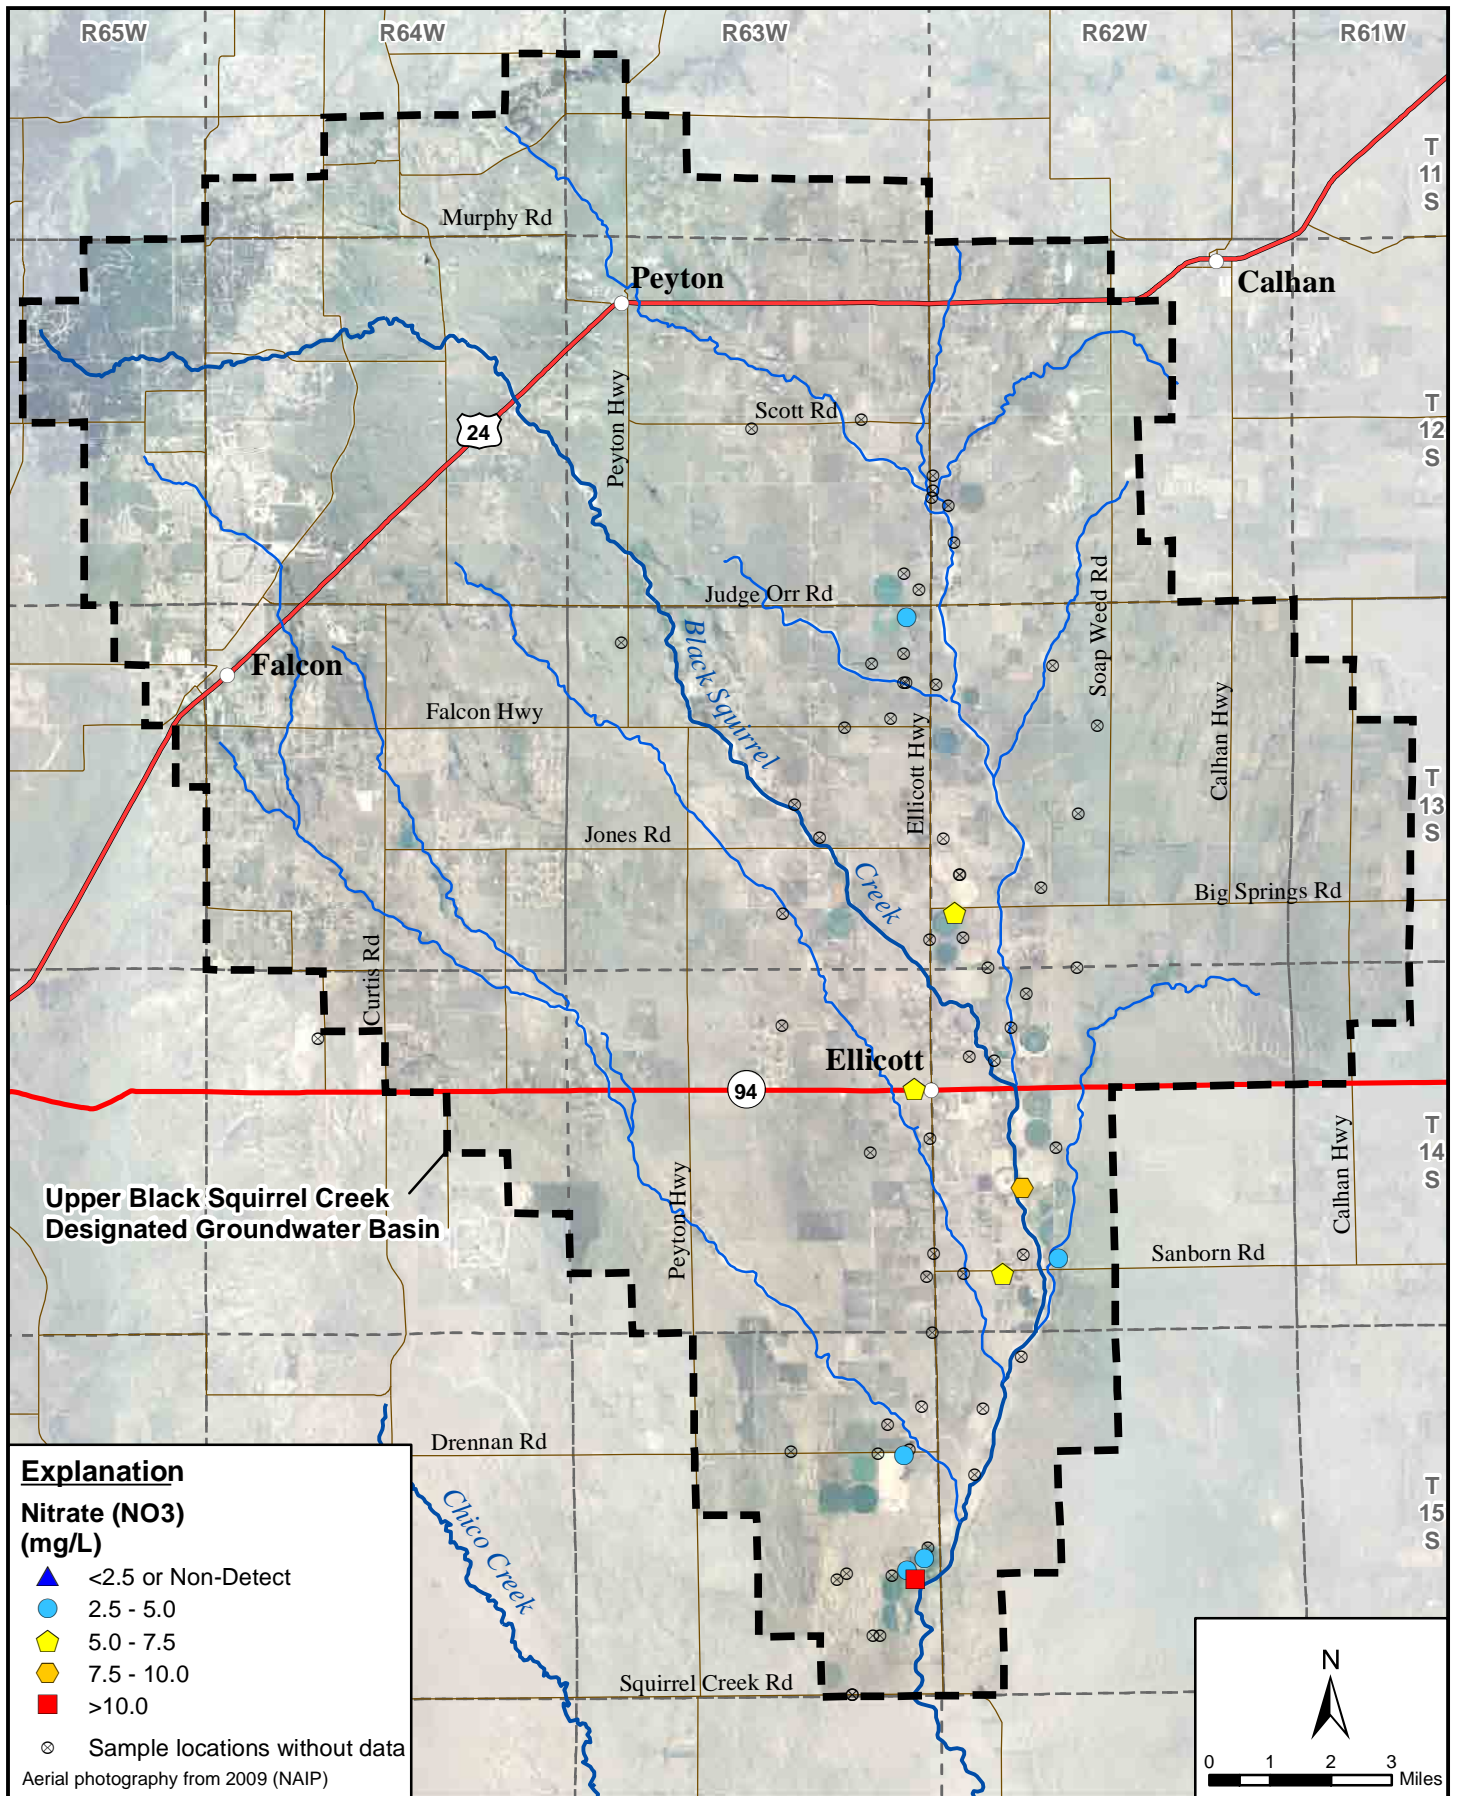 R65W
R64W
R63W
R62W
R61W
T
11
S
Murphy Rd
Peyton
Calhan
24
Peyton Hwy
Scott Rd
T
12
S
Judge Orr Rd
Soap Weed Rd
Black Squirrel
Falcon
Falcon Hwy
Ellicott Hwy
Calhan Hwy
T
13
S
Jones Rd
Creek
Big Springs Rd
Curtis Rd
Ellicott
94
T
14
S
Calhan Hwy
Upper Black Squirrel Creek
Designated Groundwater Basin
Peyton Hwy
Sanborn Rd
Drennan Rd
Chico Creek
T
15
S
Squirrel Creek Rd
Explanation
Nitrate (NO3)
(mg/L)
<2.5 or Non-Detect
2.5 - 5.0
5.0 - 7.5
7.5 - 10.0
>10.0
Sample locations without data
Aerial photography from 2009 (NAIP)
N
0 1 2 3 Miles